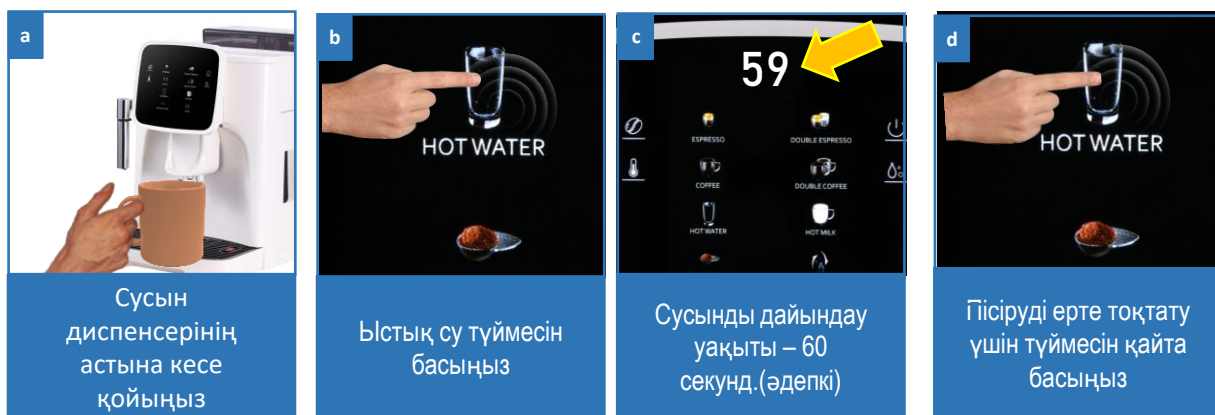 a
Сусын
диспенсерінің
астына кесе
қойыңыз
b
HOT WATER
Ыстық су түймесін
басыңыз
c
59
ESPRESSO
DOUBLE ESPRESSO
COFFEE
DOUBLE COFFEE
HOT WATER
HOT MILK
Сусынды дайындау
уақыты – 60
секунд.(әдепкі)
d
HOT WATER
Пісіруді ерте тоқтату
үшін түймесін қайта
басыңыз